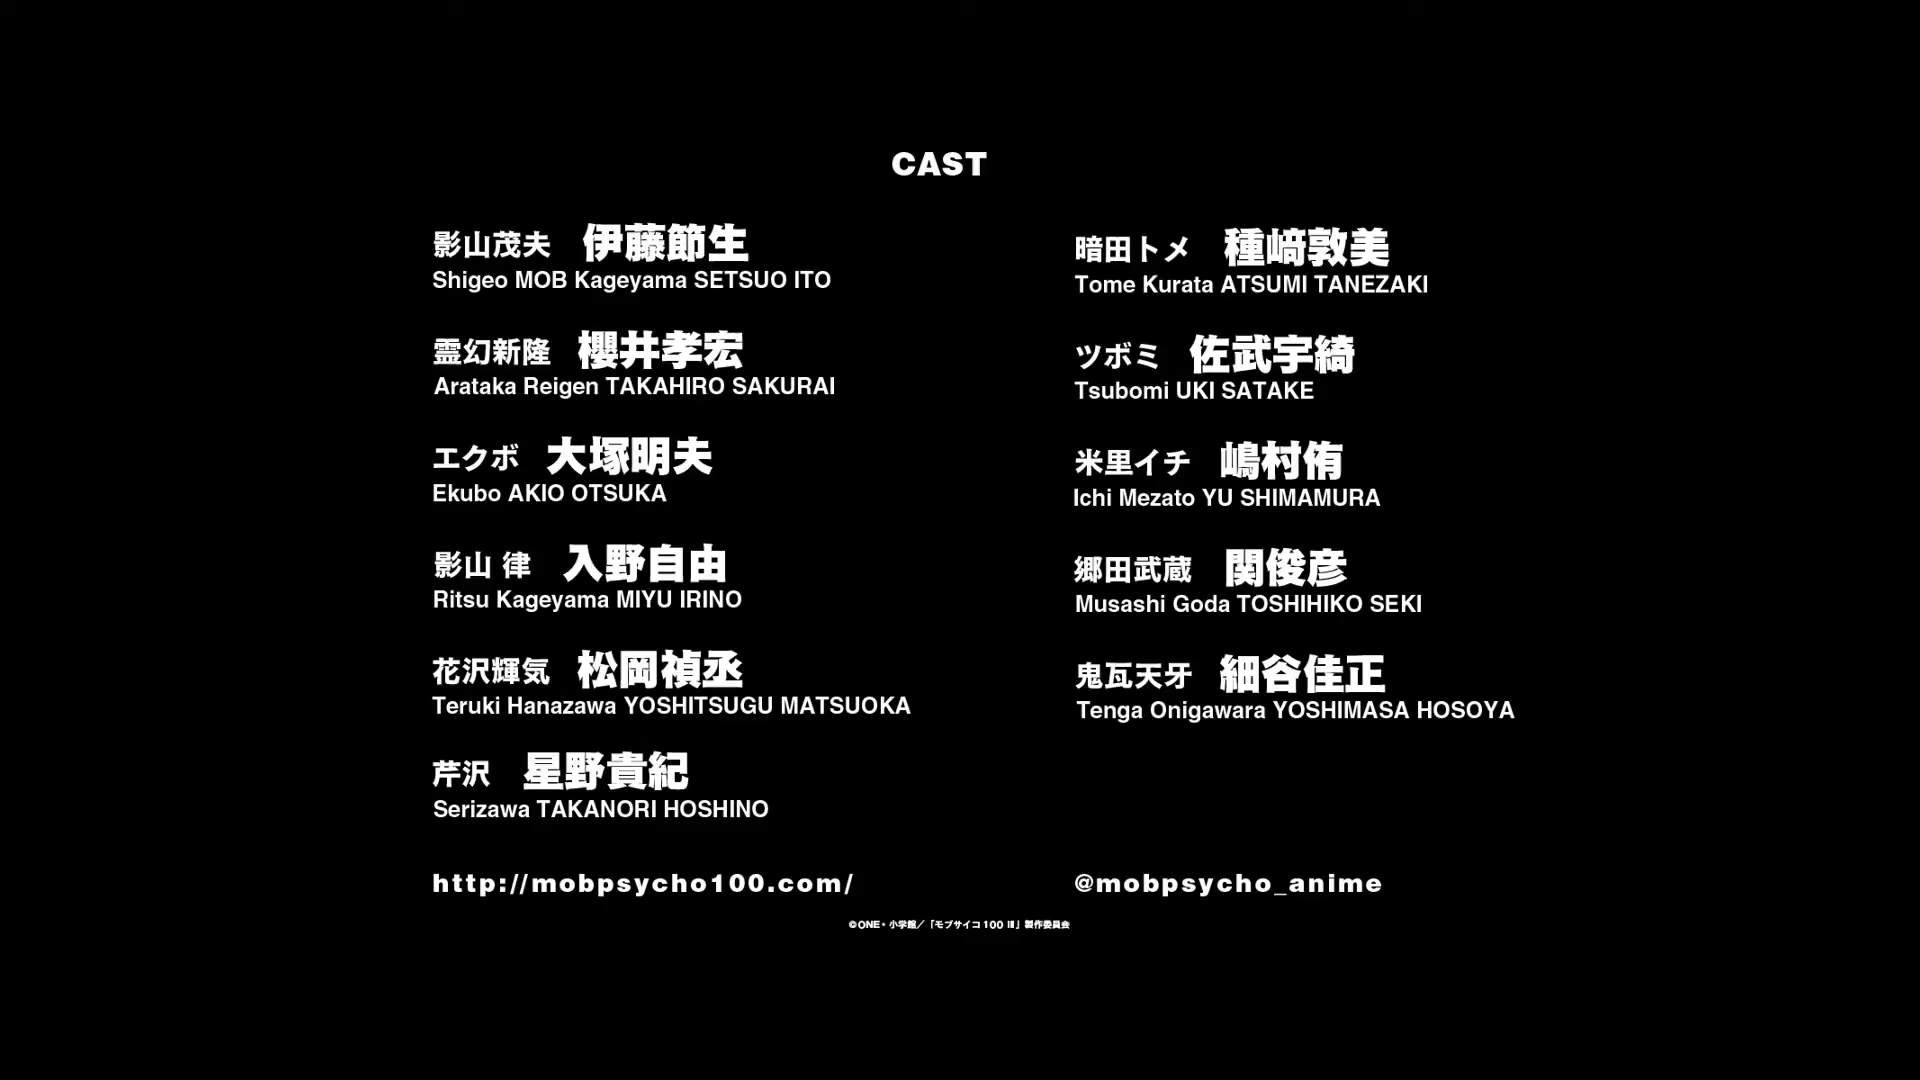 CAST
影山茂夫 伊藤節生
Shigeo MOB Kageyama SETSUO ITO
霊幻新隆 櫻井孝宏
Arataka Reigen TAKAHIRO SAKURAI
エクボ 大塚明夫
Ekubo AKIO OTSUKA
影山 律 入野自由
Ritsu Kageyama MIYU IRINO
花沢輝気 松岡禎丞
Teruki Hanazawa YOSHITSUGU MATSUOKA
芹沢 星野貴紀
Serizawa TAKANORI HOSHINO
暗田トメ 種﨑敦美
Tome Kurata ATSUMI TANEZAKI
ツボミ 佐武宇綺
Tsubomi UKI SATAKE
米里イチ 嶋村侑
Ichi Mezato YU SHIMAMURA
郷田武蔵 関俊彦
Musashi Goda TOSHIHIKO SEKI
鬼瓦天牙 細谷佳正
Tenga Onigawara YOSHIMASA HOSOYA
http://mobpsycho100.com/
@mobpsycho_anime
©ONE・小学館／「モブサイコ100 Ⅲ」製作委員会